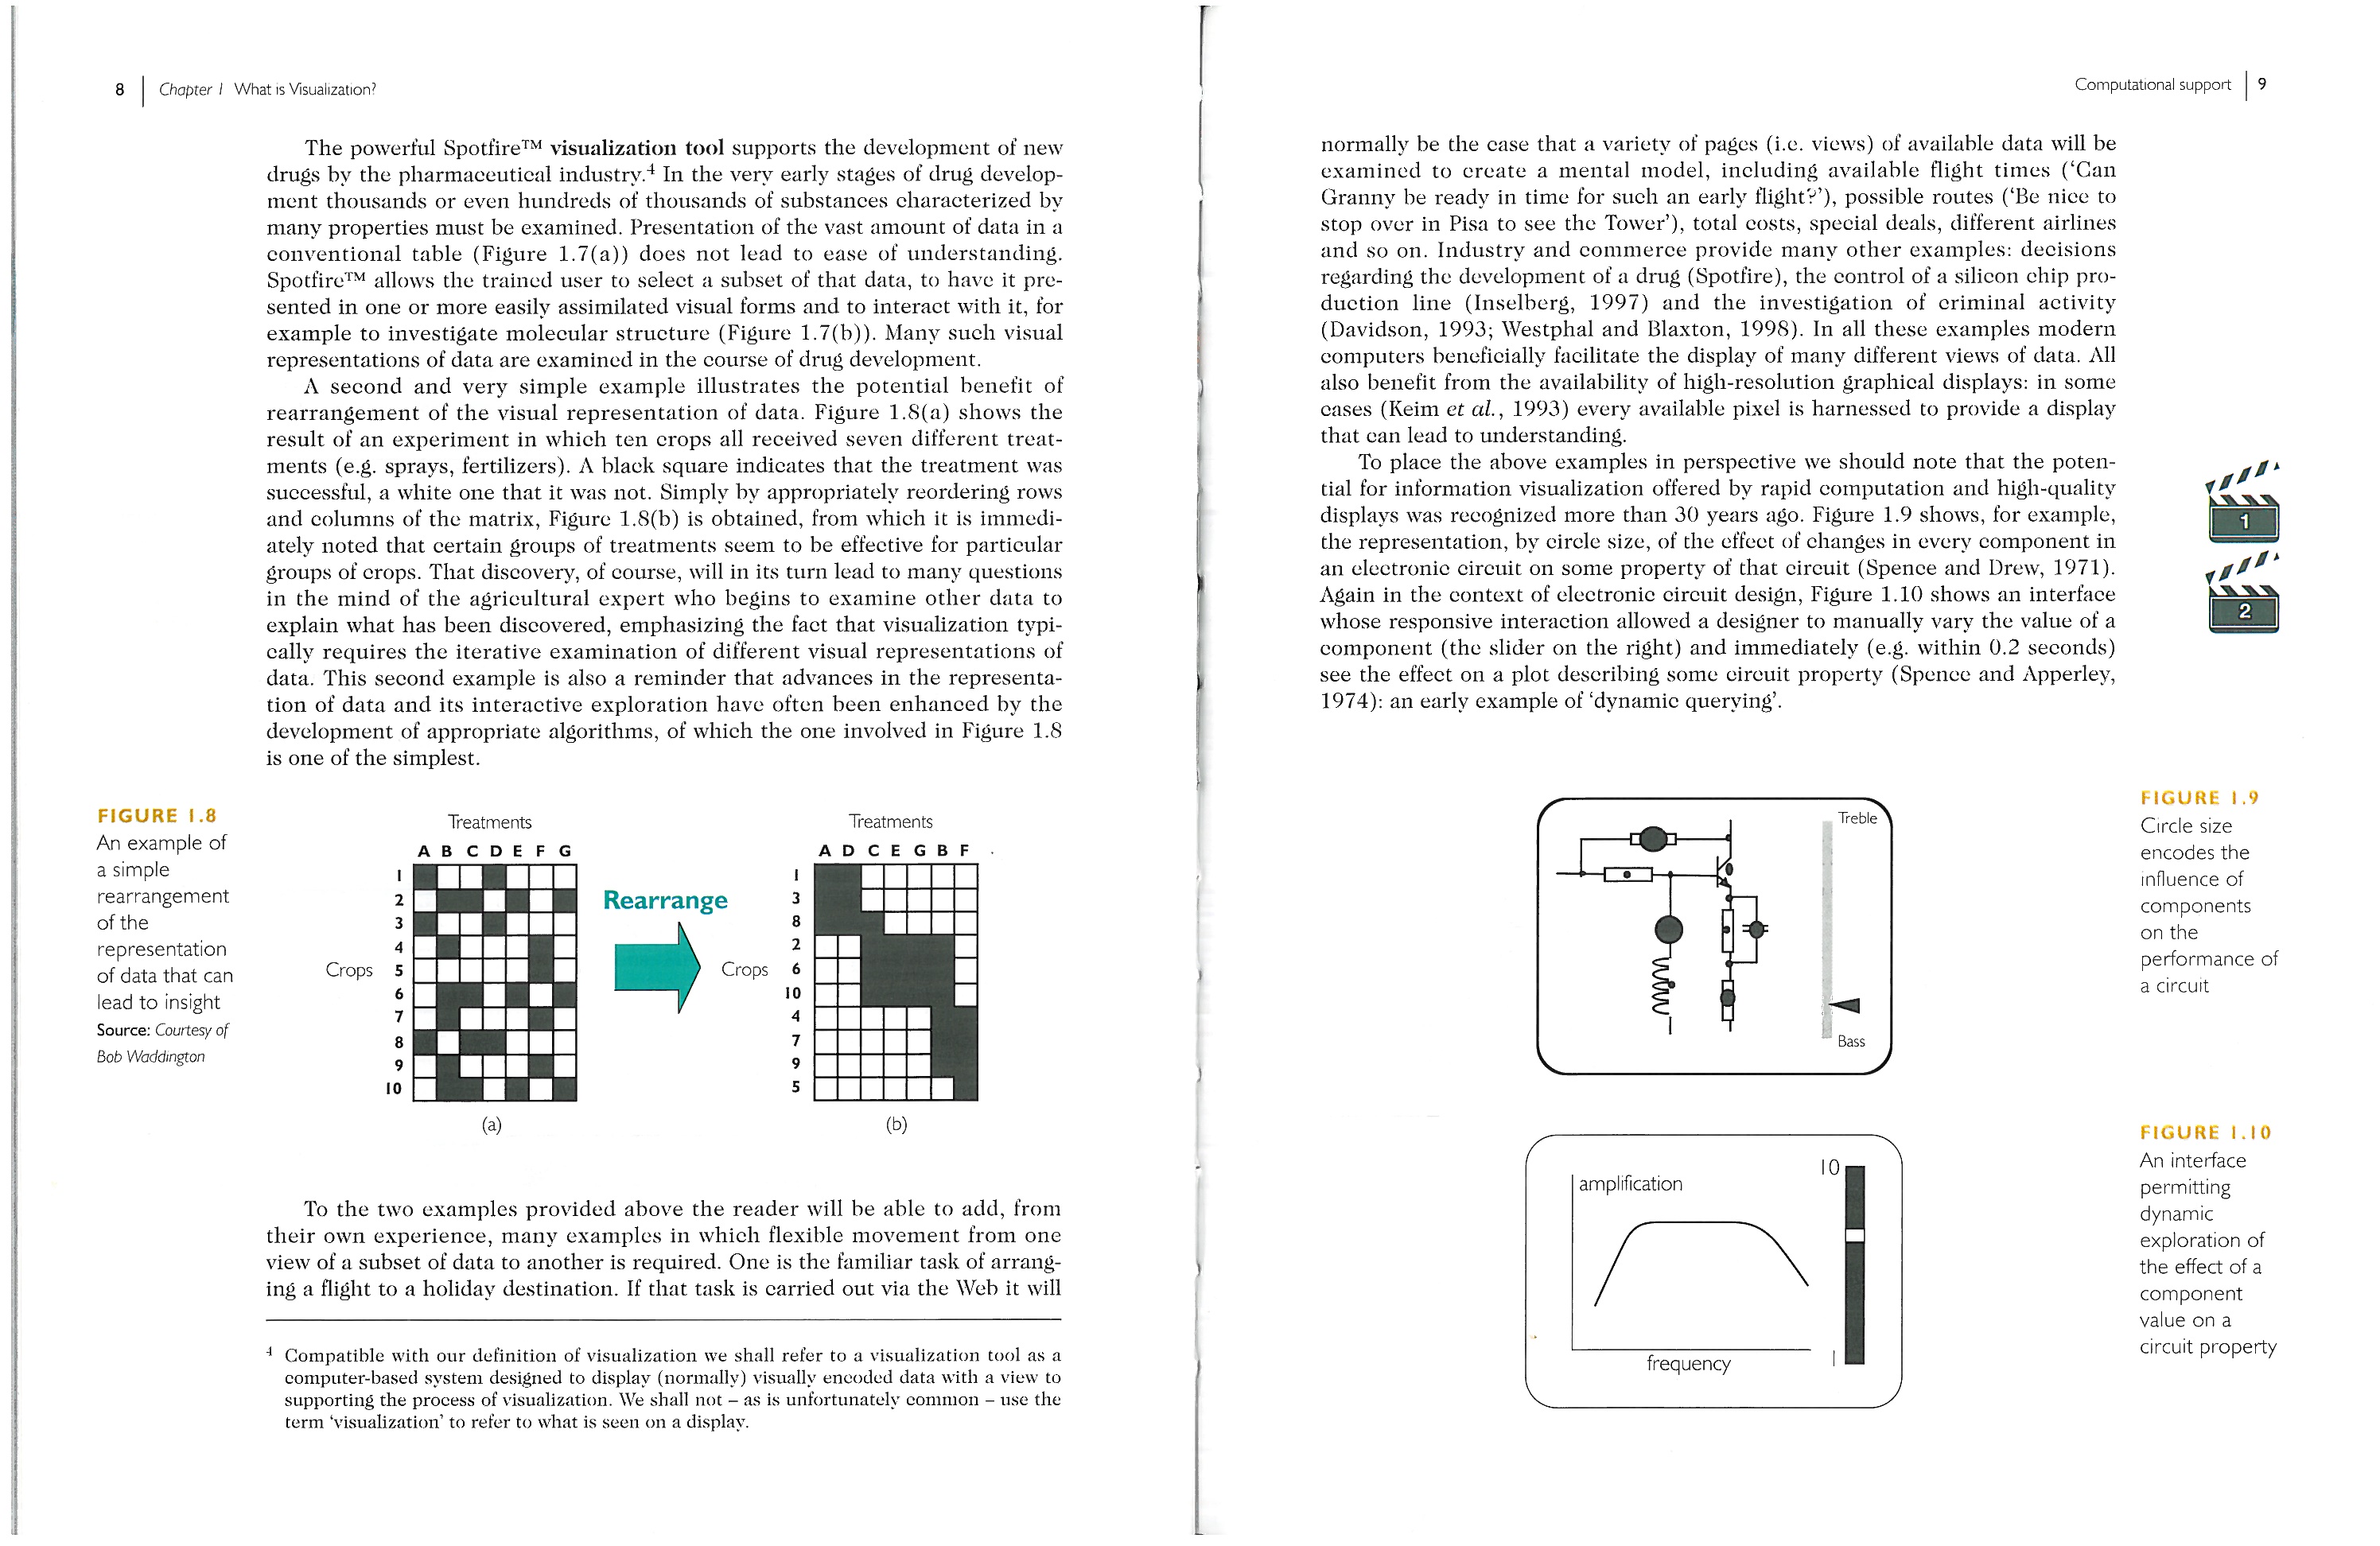 8 | Chapter 1 What is Visualization?
The powerful Spotfire™ visualization tool supports the development of new
drugs by the pharmaceutical industry.⁴ In the very early stages of drug develop-
ment thousands or even hundreds of thousands of substances characterized by
many properties must be examined. Presentation of the vast amount of data in a
conventional table (Figure 1.7(a)) does not lead to ease of understanding.
Spotfire™ allows the trained user to select a subset of that data, to have it pre-
sented in one or more easily assimilated visual forms and to interact with it, for
example to investigate molecular structure (Figure 1.7(b)). Many such visual
representations of data are examined in the course of drug development.
A second and very simple example illustrates the potential benefit of
rearrangement of the visual representation of data. Figure 1.8(a) shows the
result of an experiment in which ten crops all received seven different treat-
ments (e.g. sprays, fertilizers). A black square indicates that the treatment was
successful, a white one that it was not. Simply by appropriately reordering rows
and columns of the matrix, Figure 1.8(b) is obtained, from which it is immedi-
ately noted that certain groups of treatments seem to be effective for particular
groups of crops. That discovery, of course, will in its turn lead to many questions
in the mind of the agricultural expert who begins to examine other data to
explain what has been discovered, emphasizing the fact that visualization typi-
cally requires the iterative examination of different visual representations of
data. This second example is also a reminder that advances in the representa-
tion of data and its interactive exploration have often been enhanced by the
development of appropriate algorithms, of which the one involved in Figure 1.8
is one of the simplest.
FIGURE 1.8
An example of
a simple
rearrangement
of the
representation
of data that can
lead to insight
Source: Courtesy of
Bob Waddington
Treatments
A B C D E F G
1
2
3
4
Crops 5
6
7
8
9
10
(a)
Rearrange
Treatments
A D C E G B F
1
3
8
2
Crops 6
10
4
7
9
5
(b)
To the two examples provided above the reader will be able to add, from
their own experience, many examples in which flexible movement from one
view of a subset of data to another is required. One is the familiar task of arrang-
ing a flight to a holiday destination. If that task is carried out via the Web it will
⁴ Compatible with our definition of visualization we shall refer to a visualization tool as a
computer-based system designed to display (normally) visually encoded data with a view to
supporting the process of visualization. We shall not – as is unfortunately common – use the
term ‘visualization’ to refer to what is seen on a display.
Computational support | 9
normally be the case that a variety of pages (i.e. views) of available data will be
examined to create a mental model, including available flight times (‘Can
Granny be ready in time for such an early flight?’), possible routes (‘Be nice to
stop over in Pisa to see the Tower’), total costs, special deals, different airlines
and so on. Industry and commerce provide many other examples: decisions
regarding the development of a drug (Spotfire), the control of a silicon chip pro-
duction line (Inselberg, 1997) and the investigation of criminal activity
(Davidson, 1993; Westphal and Blaxton, 1998). In all these examples modern
computers beneficially facilitate the display of many different views of data. All
also benefit from the availability of high-resolution graphical displays: in some
cases (Keim et al., 1993) every available pixel is harnessed to provide a display
that can lead to understanding.
To place the above examples in perspective we should note that the poten-
tial for information visualization offered by rapid computation and high-quality
displays was recognized more than 30 years ago. Figure 1.9 shows, for example,
the representation, by circle size, of the effect of changes in every component in
an electronic circuit on some property of that circuit (Spence and Drew, 1971).
Again in the context of electronic circuit design, Figure 1.10 shows an interface
whose responsive interaction allowed a designer to manually vary the value of a
component (the slider on the right) and immediately (e.g. within 0.2 seconds)
see the effect on a plot describing some circuit property (Spence and Apperley,
1974): an early example of ‘dynamic querying’.
1
2
Treble
Bass
FIGURE 1.9
Circle size
encodes the
influence of
components
on the
performance of
a circuit
amplification
frequency
10
1
FIGURE 1.10
An interface
permitting
dynamic
exploration of
the effect of a
component
value on a
circuit property